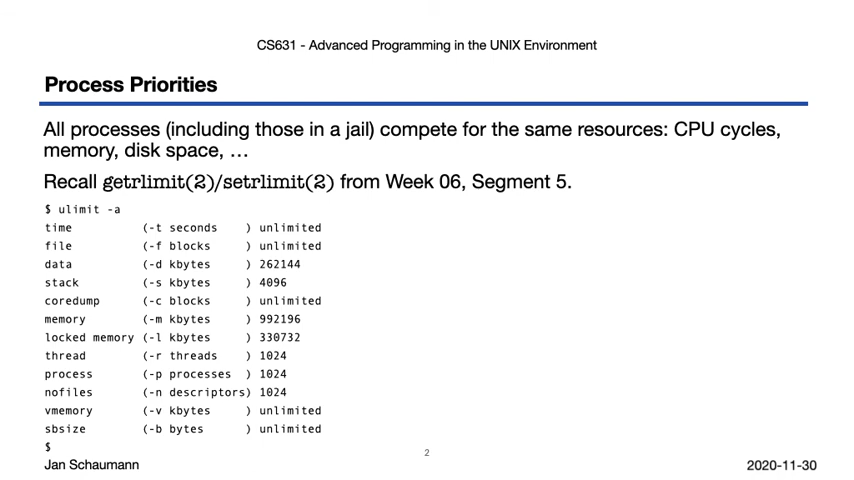 CS631 - Advanced Programming in the UNIX Environment
Process Priorities
All processes (including those in a jail) compete for the same resources: CPU cycles,
memory, disk space, …
Recall getrlimit(2)/setrlimit(2) from Week 06, Segment 5.
$ ulimit -a
time (-t seconds ) unlimited
file (-f blocks ) unlimited
data (-d kbytes ) 262144
stack (-s kbytes ) 4096
coredump (-c blocks ) unlimited
memory (-m kbytes ) 992196
locked memory (-l kbytes ) 330732
thread (-r threads ) 1024
process (-p processes ) 1024
nofiles (-n descriptors) 1024
vmemory (-v kbytes ) unlimited
sbsize (-b bytes ) unlimited
$
Jan Schaumann 2 2020-11-30